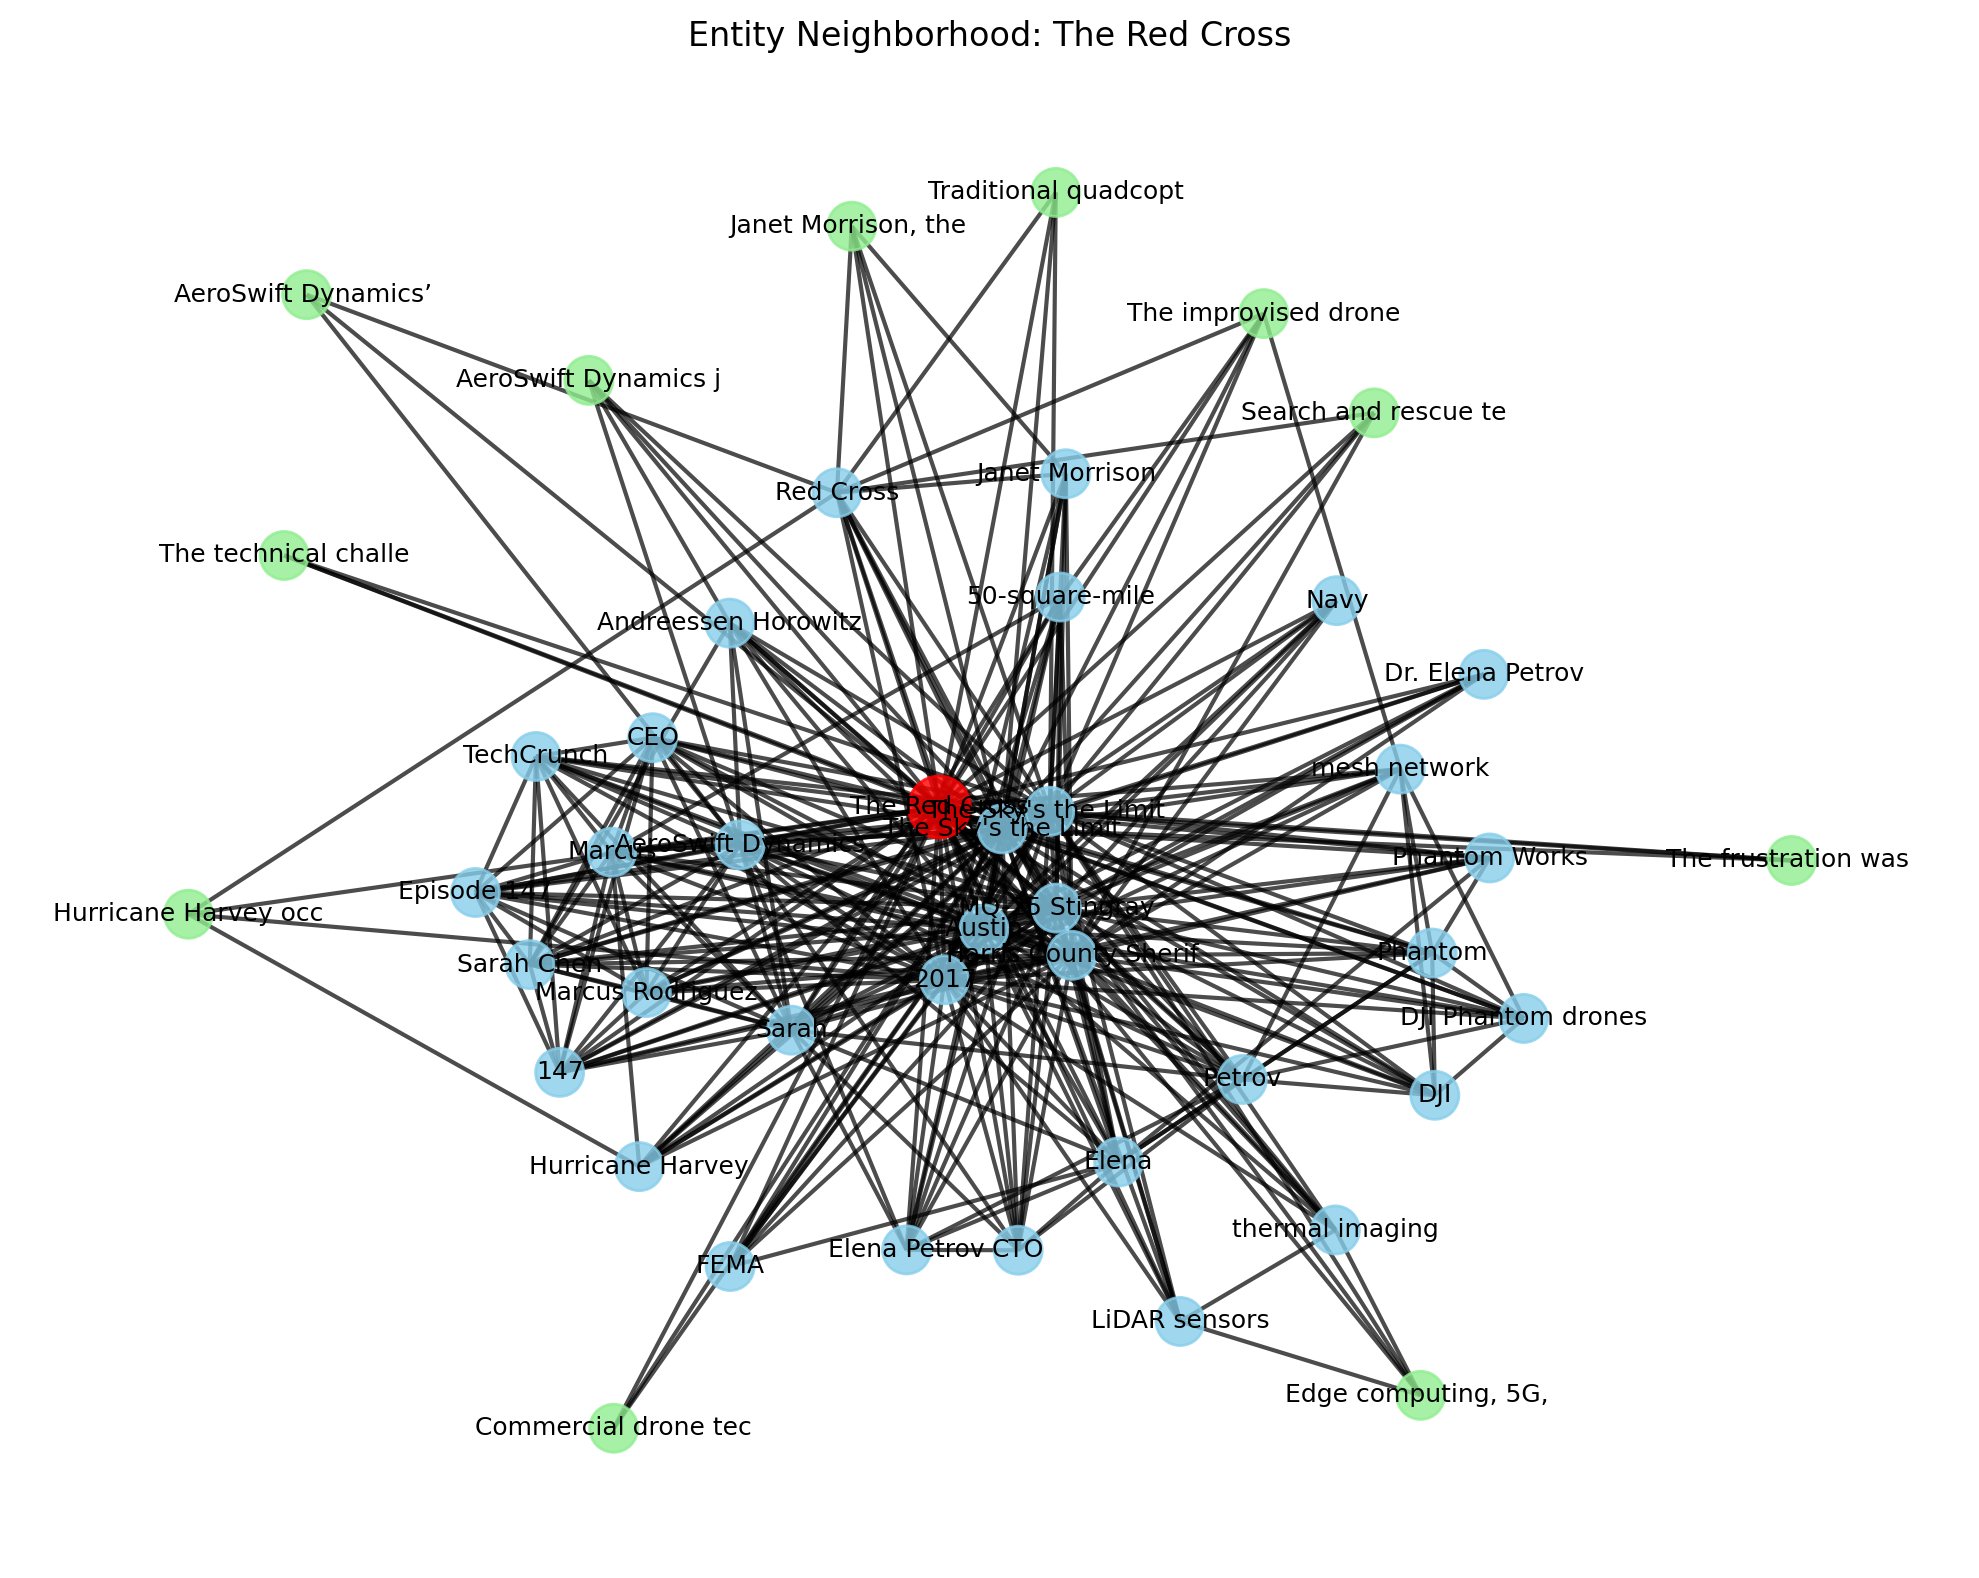 Entity Neighborhood: The Red Cross
Traditional quadcopt
Janet Morrison, the
AeroSwift Dynamics’
The improvised drone
AeroSwift Dynamics j
Search and rescue te
Janet Morrison
Red Cross
The technical challe
50-square-mile
Navy
Andreessen Horowitz
Dr. Elena Petrov
CEO
TechCrunch
mesh network
The Red Cross
The Sky's the Limit
The Sky's the Limit
AeroSwift Dynamics
Marcus
Phantom Works
The frustration was
Episode 147
MQ-25 Stingray
Hurricane Harvey occ
Austin
Phantom
Harris County Sherif
Sarah Chen
2017
Marcus Rodriguez
DJI Phantom drones
Sarah
147
Petrov
DJI
Elena
Hurricane Harvey
thermal imaging
Elena Petrov
CTO
FEMA
LiDAR sensors
Edge computing, 5G,
Commercial drone tec